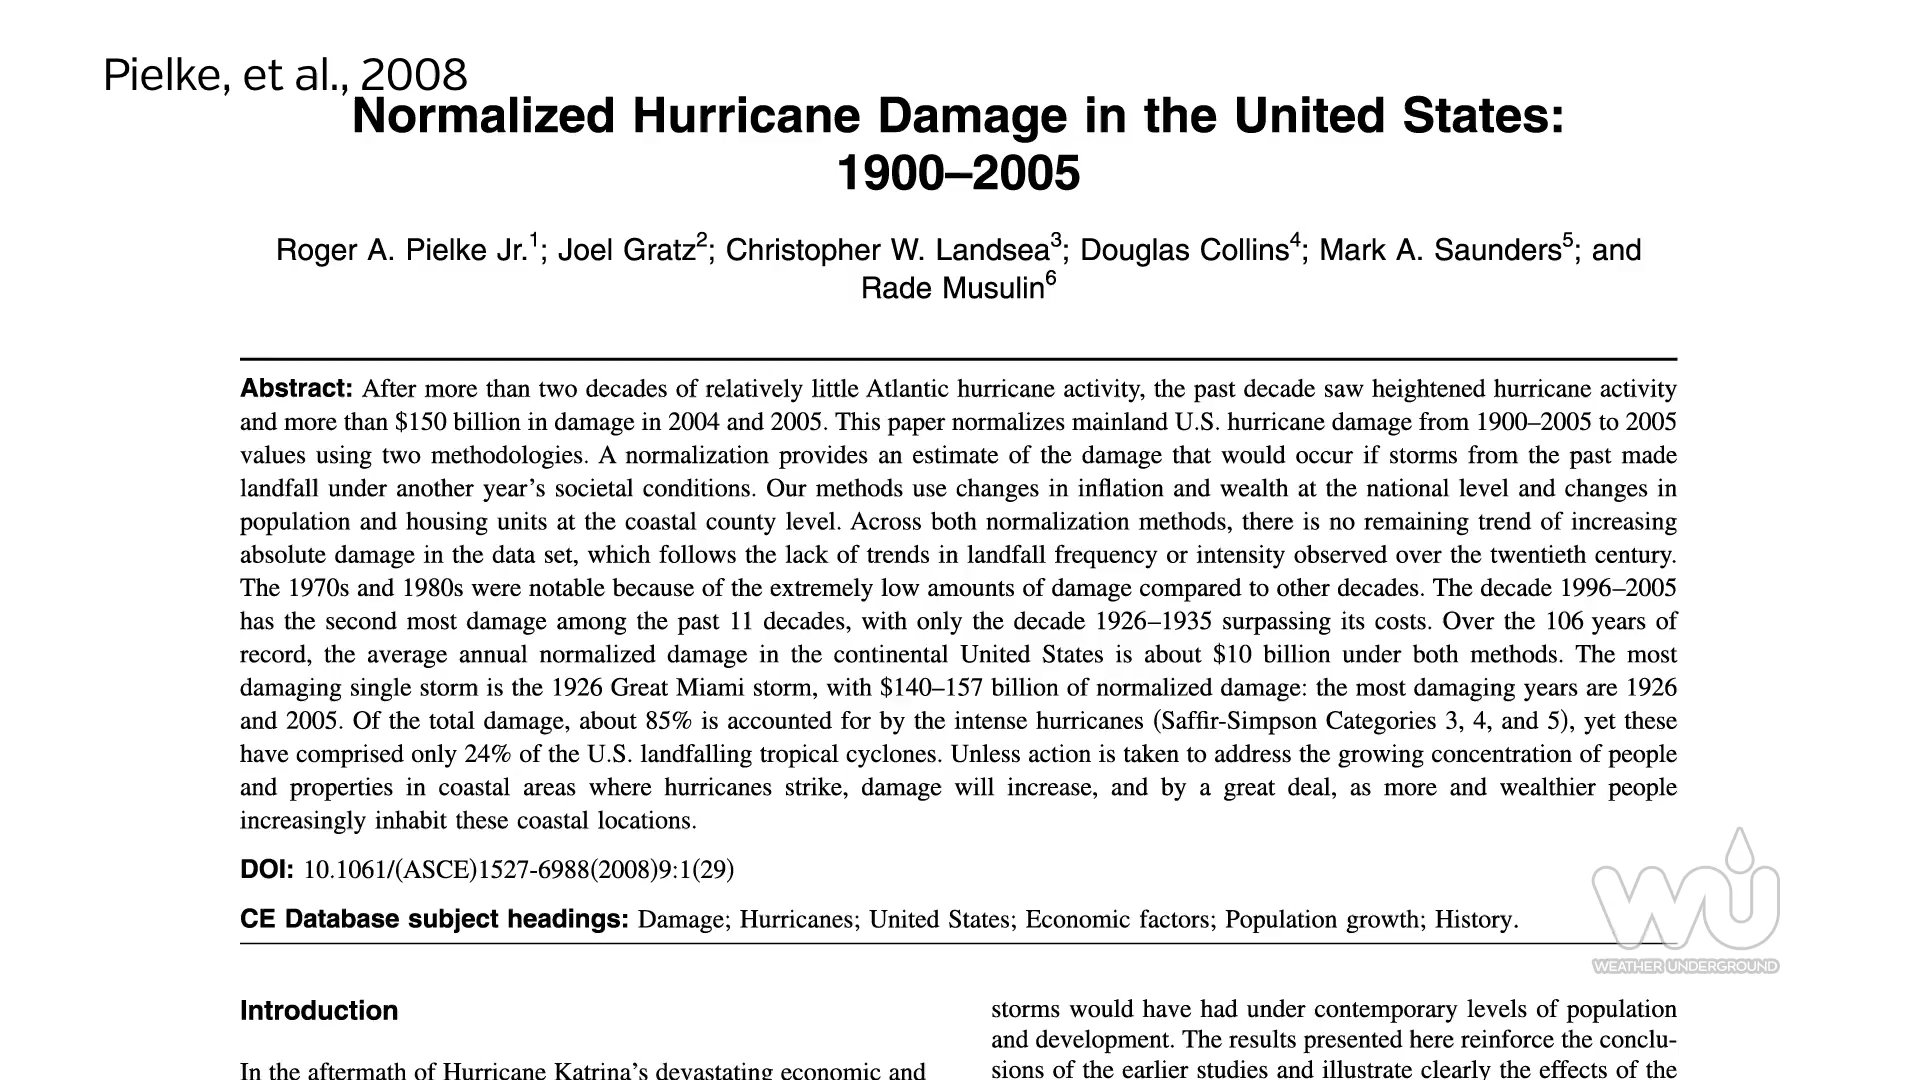 Pielke, et al., 2008
Normalized Hurricane Damage in the United States:
1900–2005
Roger A. Pielke Jr.1; Joel Gratz2; Christopher W. Landsea3; Douglas Collins4; Mark A. Saunders5; and
Rade Musulin6
Abstract: After more than two decades of relatively little Atlantic hurricane activity, the past decade saw heightened hurricane activity
and more than $150 billion in damage in 2004 and 2005. This paper normalizes mainland U.S. hurricane damage from 1900–2005 to 2005
values using two methodologies. A normalization provides an estimate of the damage that would occur if storms from the past made
landfall under another year’s societal conditions. Our methods use changes in inflation and wealth at the national level and changes in
population and housing units at the coastal county level. Across both normalization methods, there is no remaining trend of increasing
absolute damage in the data set, which follows the lack of trends in landfall frequency or intensity observed over the twentieth century.
The 1970s and 1980s were notable because of the extremely low amounts of damage compared to other decades. The decade 1996–2005
has the second most damage among the past 11 decades, with only the decade 1926–1935 surpassing its costs. Over the 106 years of
record, the average annual normalized damage in the continental United States is about $10 billion under both methods. The most
damaging single storm is the 1926 Great Miami storm, with $140–157 billion of normalized damage: the most damaging years are 1926
and 2005. Of the total damage, about 85% is accounted for by the intense hurricanes (Saffir-Simpson Categories 3, 4, and 5), yet these
have comprised only 24% of the U.S. landfalling tropical cyclones. Unless action is taken to address the growing concentration of people
and properties in coastal areas where hurricanes strike, damage will increase, and by a great deal, as more and wealthier people
increasingly inhabit these coastal locations.
DOI: 10.1061/(ASCE)1527-6988(2008)9:1(29)
CE Database subject headings: Damage; Hurricanes; United States; Economic factors; Population growth; History.
WU
WEATHER UNDERGROUND
Introduction
In the aftermath of Hurricane Katrina’s devastating economic and
storms would have had under contemporary levels of population
and development. The results presented here reinforce the conclu-
sions of the earlier studies and illustrate clearly the effects of the